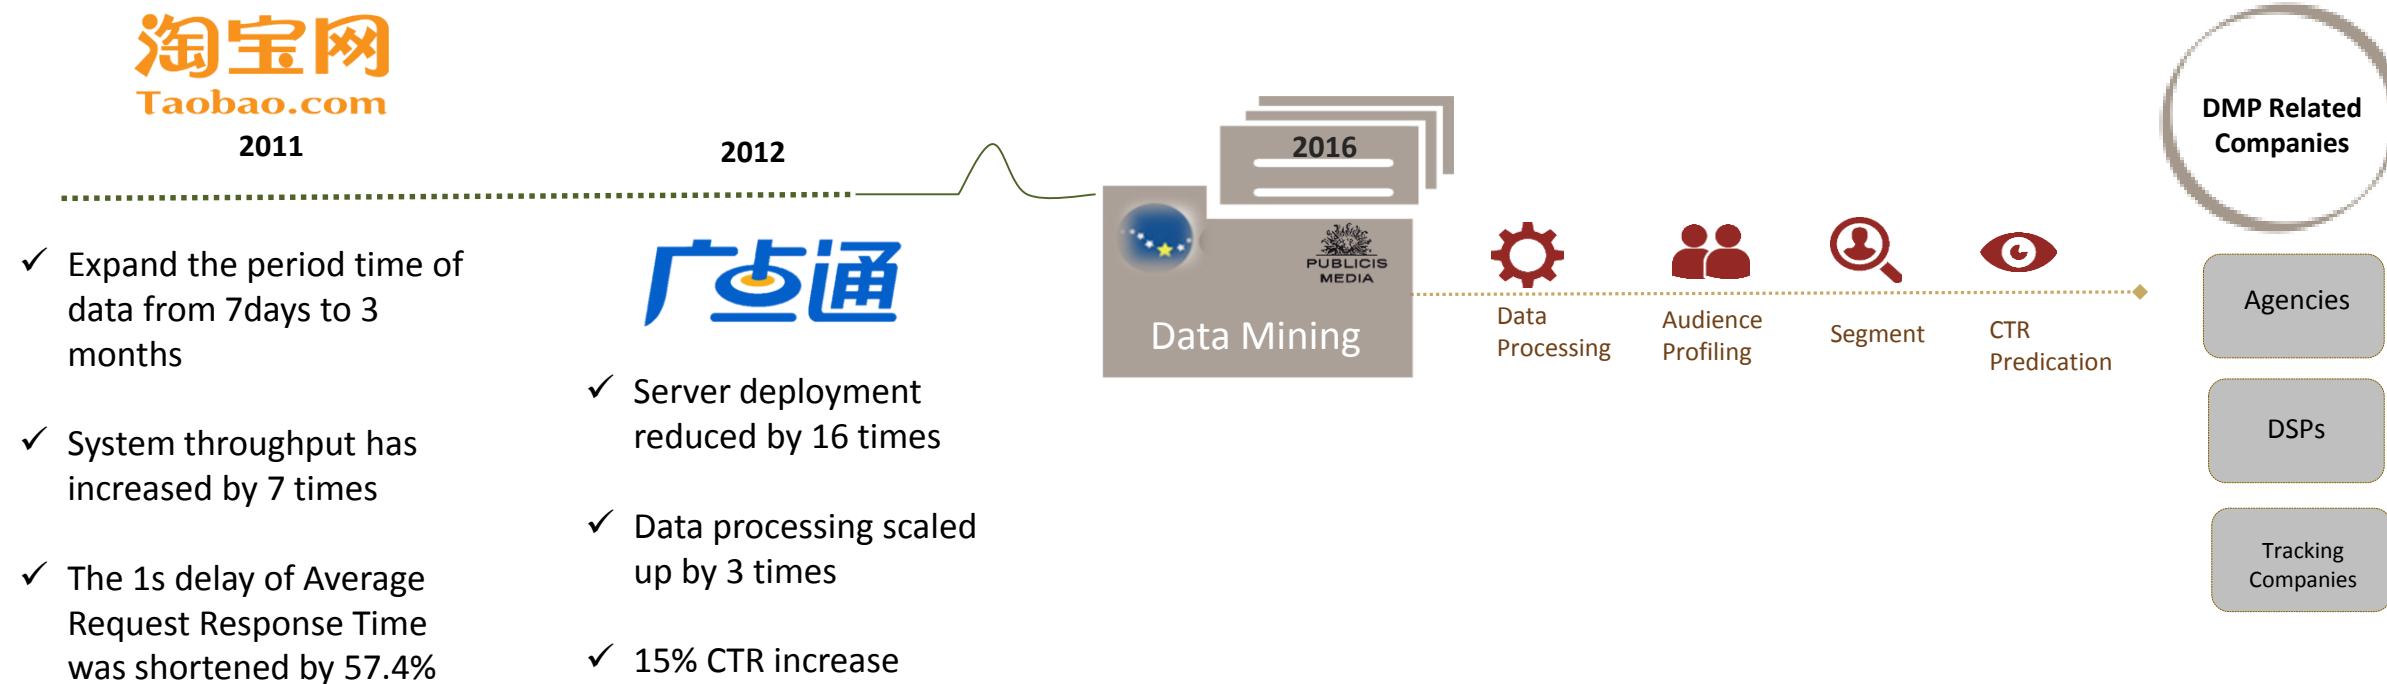 淘宝网
Taobao.com
2011
✓ Expand the period time of
data from 7days to 3
months
✓ System throughput has
increased by 7 times
✓ The 1s delay of Average
Request Response Time
was shortened by 57.4%
2012
广点通
✓ Server deployment
reduced by 16 times
✓ Data processing scaled
up by 3 times
✓ 15% CTR increase
2016
PUBLICIS
MEDIA
Data Mining
Data
Processing
Audience
Profiling
Segment
CTR
Predication
DMP Related
Companies
Agencies
DSPs
Tracking
Companies